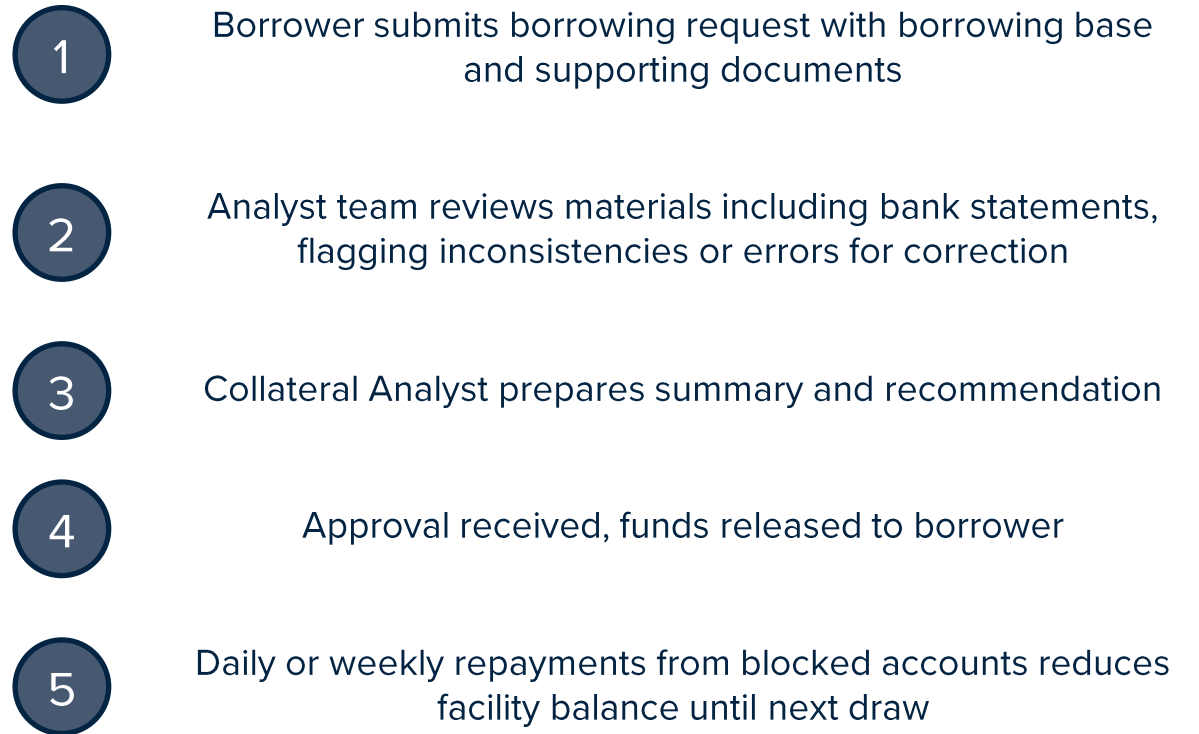 1
Borrower submits borrowing request with borrowing base
and supporting documents
2
Analyst team reviews materials including bank statements,
flagging inconsistencies or errors for correction
3
Collateral Analyst prepares summary and recommendation
4
Approval received, funds released to borrower
5
Daily or weekly repayments from blocked accounts reduces
facility balance until next draw